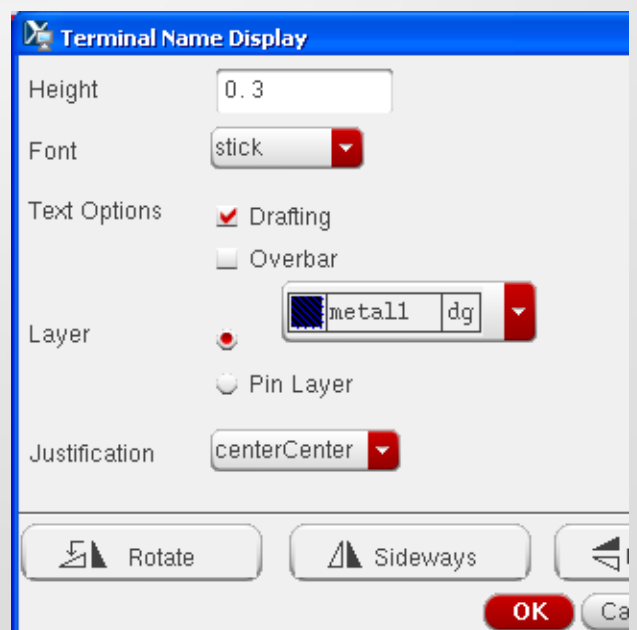 Terminal Name Display
Height 0.3
Font stick
Text Options Drafting
Overbar
metal1 dg
Layer
Pin Layer
Justification centerCenter
Rotate Sideways
OK Ca